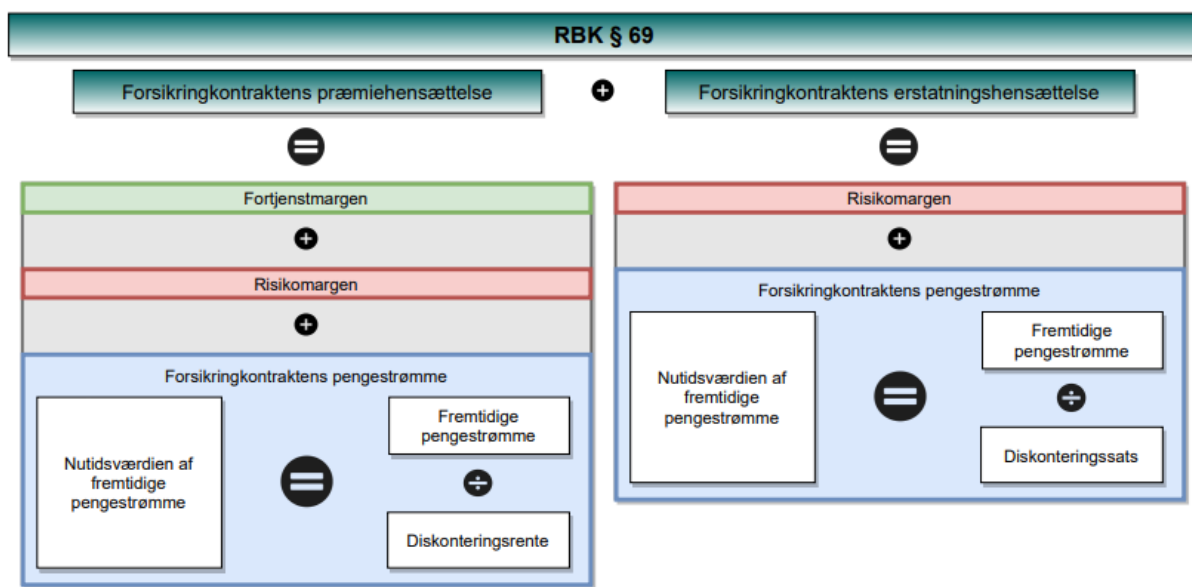 RBK § 69
Forsikringkontraktens præmiehensættelse
+
Forsikringkontraktens erstatningshensættelse
=
=
Fortjenstmargen
+
Risikomargen
+
Forsikringkontraktens pengestrømme
Nutidsværdien af
fremtidige
pengestrømme
=
Fremtidige
pengestrømme
÷
Diskonteringsrente
Risikomargen
+
Forsikringkontraktens pengestrømme
Nutidsværdien af
fremtidige
pengestrømme
=
Fremtidige
pengestrømme
÷
Diskonteringssats